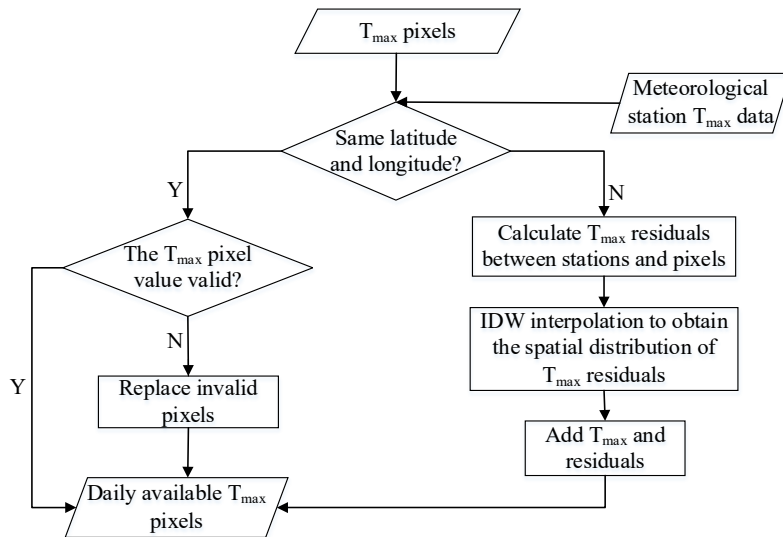 Tmax pixels
Meteorological
station Tmax data
Same latitude
and longitude?
Y
N
The Tmax pixel
value valid?
Calculate Tmax residuals
between stations and pixels
N
IDW interpolation to obtain
the spatial distribution of
Tmax residuals
Y
Replace invalid
pixels
Add Tmax and
residuals
Daily available Tmax
pixels